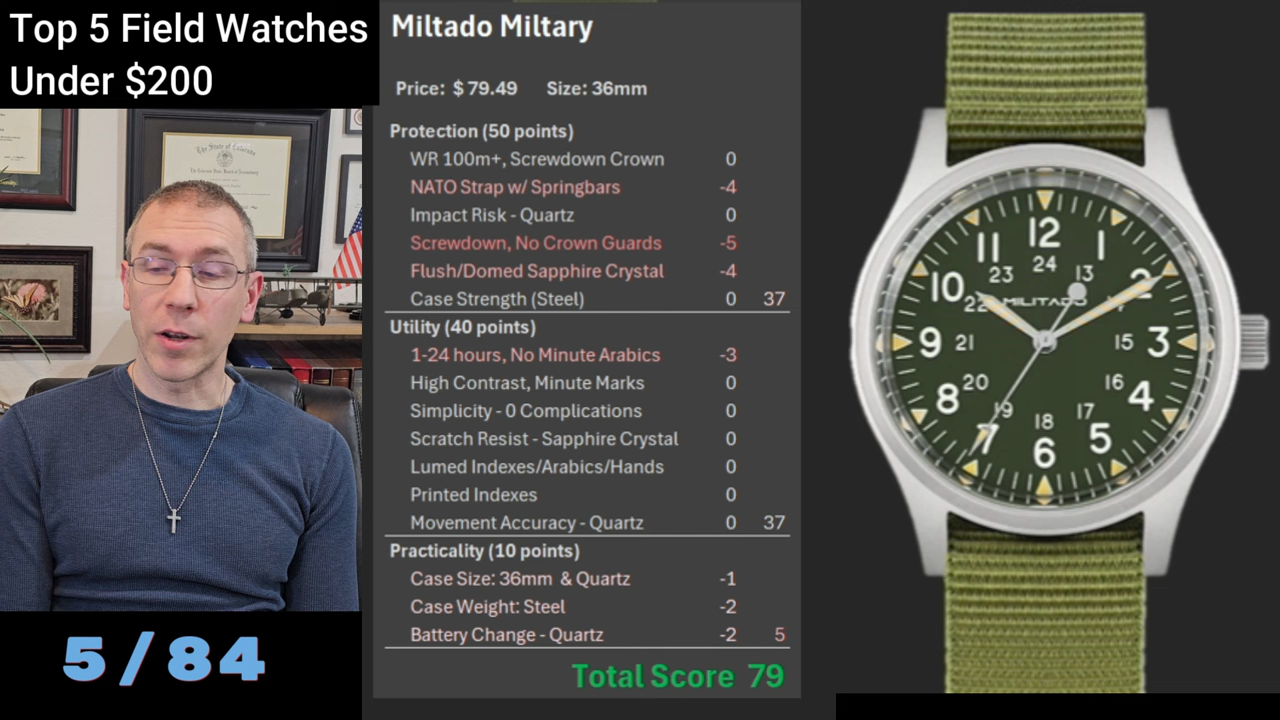 Top 5 Field Watches
Under $200
Miltado Miltary
Price: $79.49 Size: 36mm
Protection (50 points)
WR 100m+, Screwdown Crown 0
NATO Strap w/ Springbars -4
Impact Risk - Quartz 0
Screwdown, No Crown Guards -5
Flush/Domed Sapphire Crystal -4
Case Strength (Steel) 0 37
Utility (40 points)
1-24 hours, No Minute Arabics -3
High Contrast, Minute Marks 0
Simplicity - 0 Complications 0
Scratch Resist - Sapphire Crystal 0
Lumed Indexes/Arabics/Hands 0
Printed Indexes 0
Movement Accuracy - Quartz 0 37
Practicality (10 points)
Case Size: 36mm & Quartz -1
Case Weight: Steel -2
Battery Change - Quartz -2 5
Total Score 79
5/84
The State of Colorado
12
11 1
24
23 13
10 2
22 MILITADO
9 21 15 3
20 16
8 4
19 17
18
7 5
6